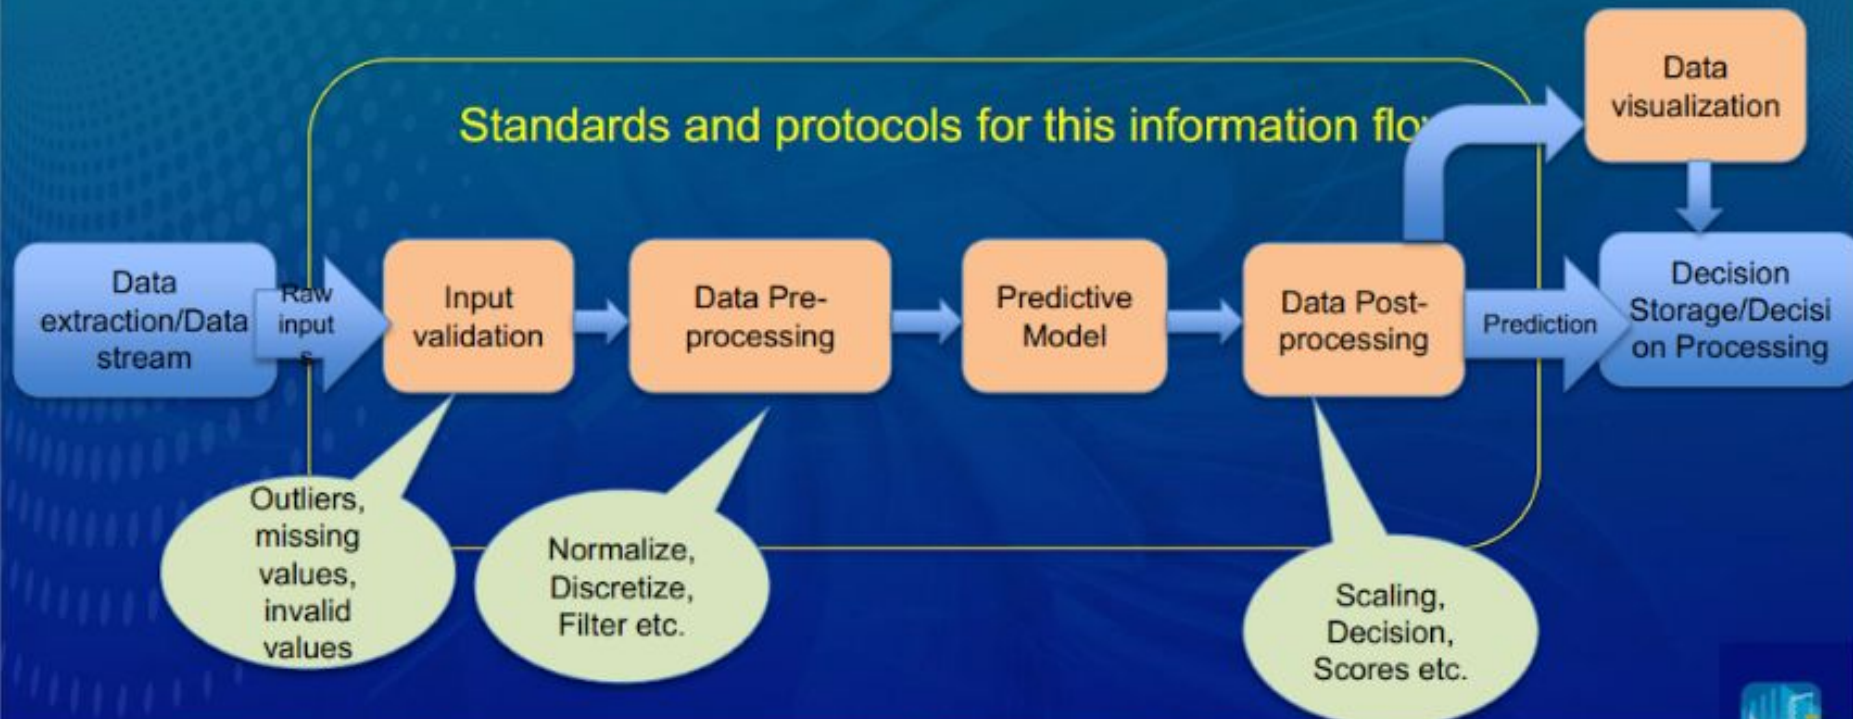 Standards and protocols for this information flo
Data
visualization
Data
extraction/Data
stream
Raw
input
s
Input
validation
Data Pre-
processing
Predictive
Model
Data Post-
processing
Prediction
Decision
Storage/Decisi
on Processing
Outliers,
missing
values,
invalid
values
Normalize,
Discretize,
Filter etc.
Scaling,
Decision,
Scores etc.